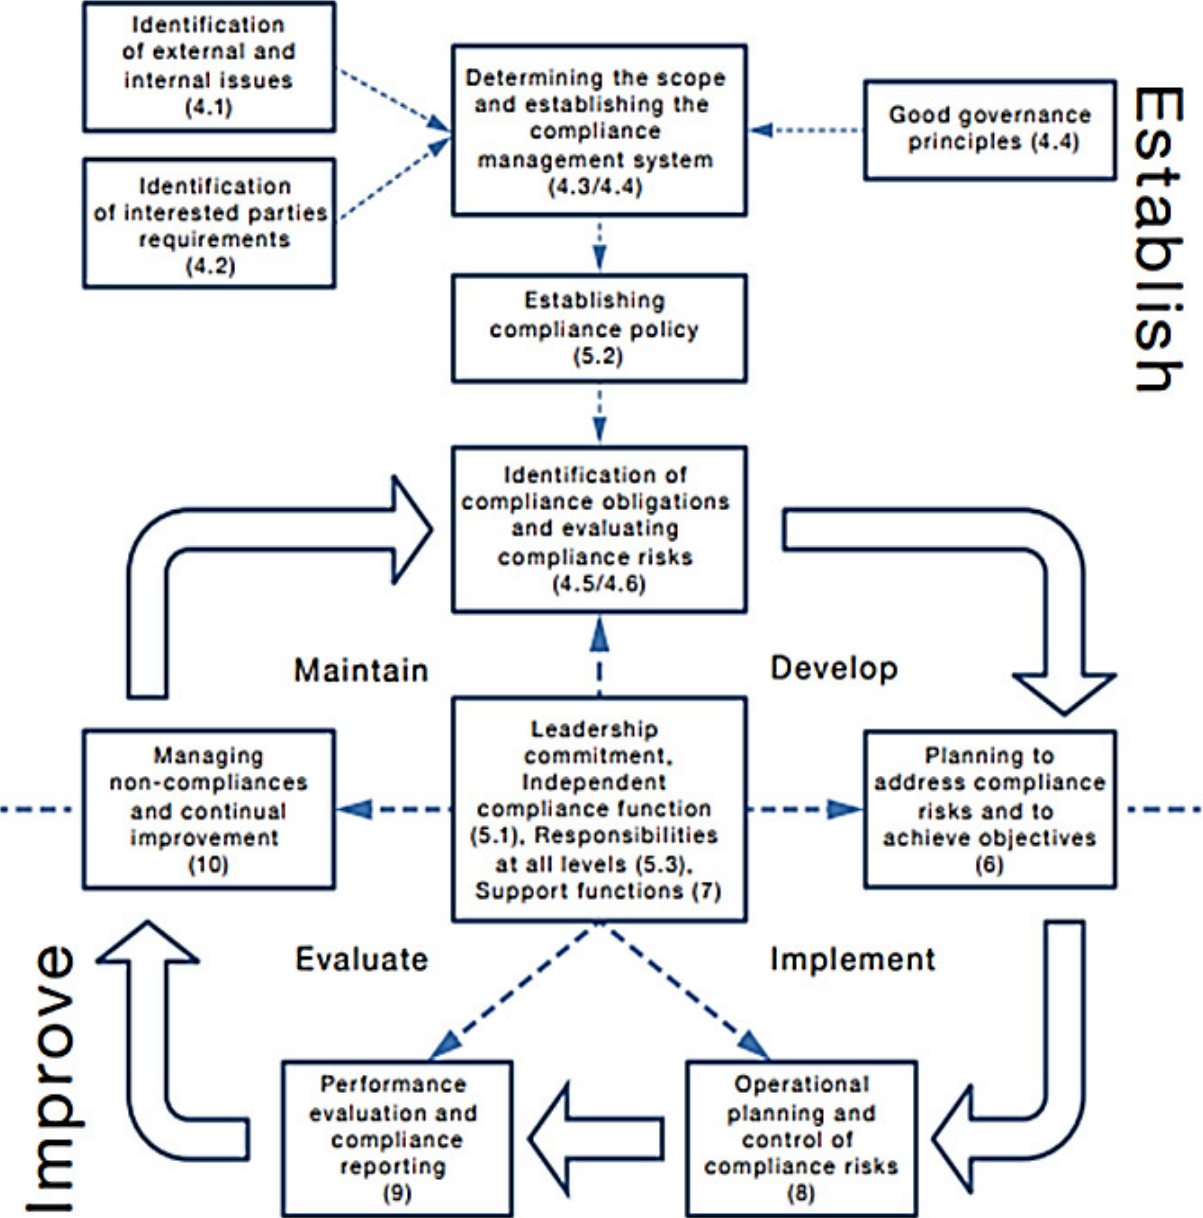 Identification
of external and
internal issues
(4.1)
Determining the scope
and establishing the
compliance
management system
(4.3/4.4)
Good governance
principles (4.4)
Establish
Identification
of interested parties
requirements
(4.2)
Establishing
compliance policy
(5.2)
Identification of
compliance obligations
and evaluating
compliance risks
(4.5/4.6)
Maintain
Develop
Managing
non-compliances
and continual
improvement
(10)
Leadership
commitment,
Independent
compliance function
(5.1), Responsibilities
at all levels (5.3),
Support functions (7)
Planning to
address compliance
risks and to
achieve objectives
(6)
Improve
Evaluate
Implement
Performance
evaluation and
compliance
reporting
(9)
Operational
planning and
control of
compliance risks
(8)